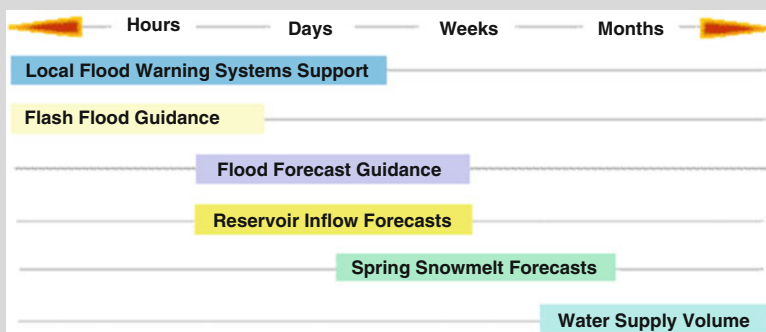 Hours Days Weeks Months
Local Flood Warning Systems Support
Flash Flood Guidance
Flood Forecast Guidance
Reservoir Inflow Forecasts
Spring Snowmelt Forecasts
Water Supply Volume